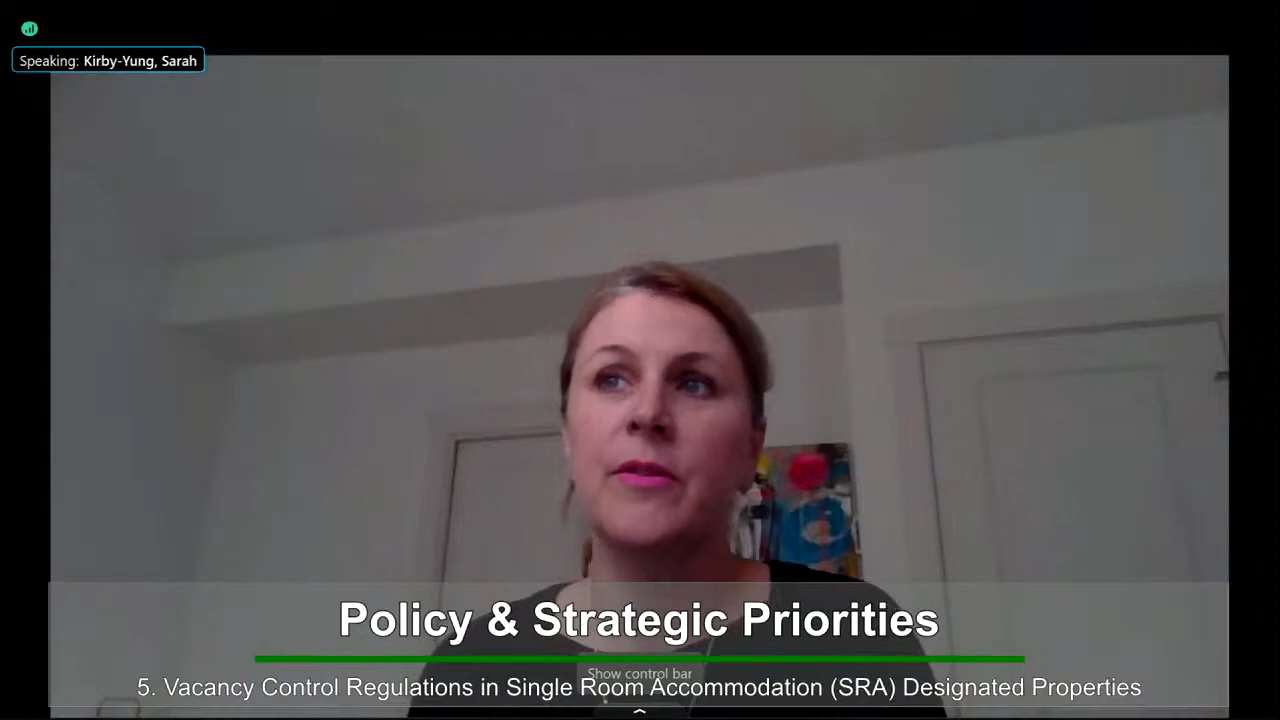 Speaking: Kirby-Yung, Sarah
Policy & Strategic Priorities
Show control bar
5. Vacancy Control Regulations in Single Room Accommodation (SRA) Designated Properties